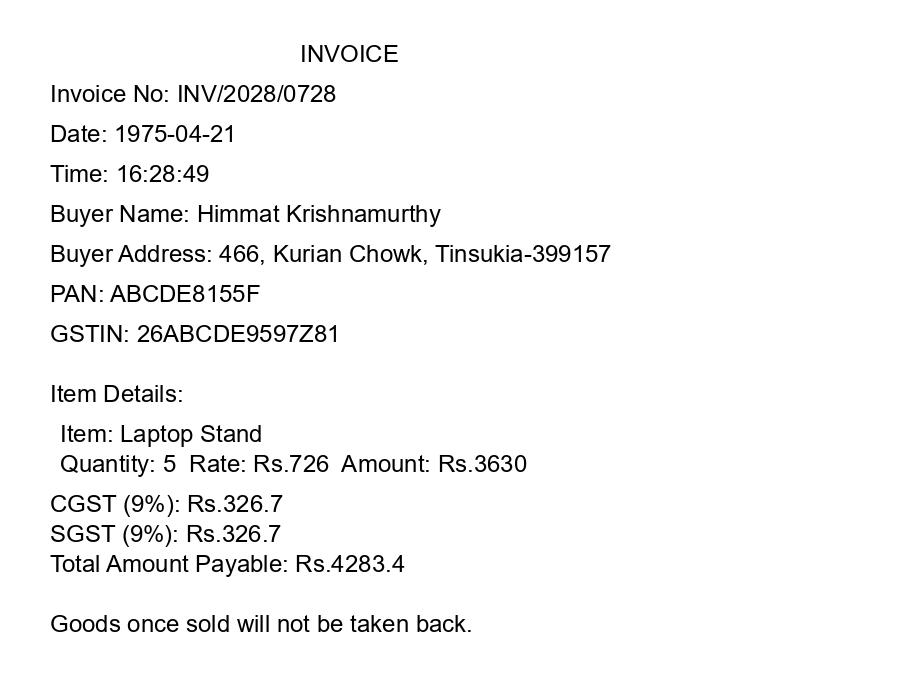 INVOICE
Invoice No: INV/2028/0728
Date: 1975-04-21
Time: 16:28:49
Buyer Name: Himmat Krishnamurthy
Buyer Address: 466, Kurian Chowk, Tinsukia-399157
PAN: ABCDE8155F
GSTIN: 26ABCDE9597Z81
Item Details:
Item: Laptop Stand
Quantity: 5  Rate: Rs.726  Amount: Rs.3630
CGST (9%): Rs.326.7
SGST (9%): Rs.326.7
Total Amount Payable: Rs.4283.4
Goods once sold will not be taken back.